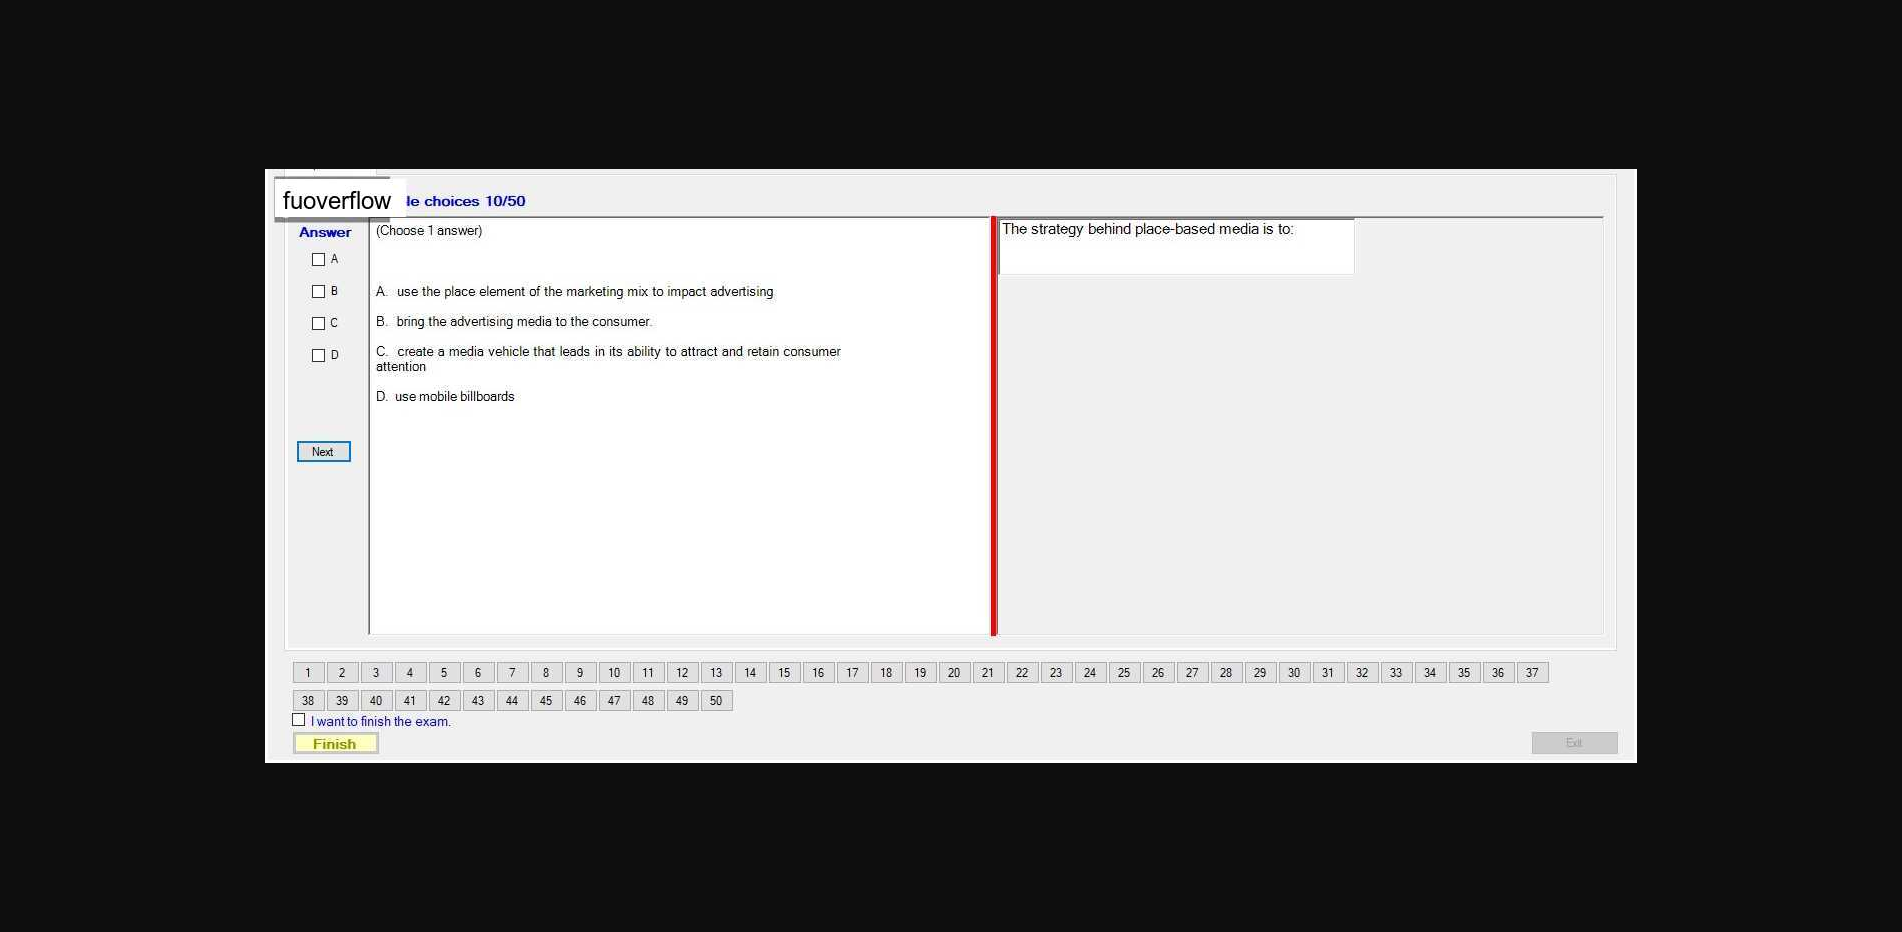 fuoverflow
le choices 10/50
Answer
(Choose 1 answer)
The strategy behind place-based media is to:
A
B
C
D
A. use the place element of the marketing mix to impact advertising
B. bring the advertising media to the consumer.
C. create a media vehicle that leads in its ability to attract and retain consumer
attention
D. use mobile billboards
Next
1 2 3 4 5 6 7 8 9 10 11 12 13 14 15 16 17 18 19 20 21 22 23 24 25 26 27 28 29 30 31 32 33 34 35 36 37
38 39 40 41 42 43 44 45 46 47 48 49 50
I want to finish the exam.
Finish
Exit